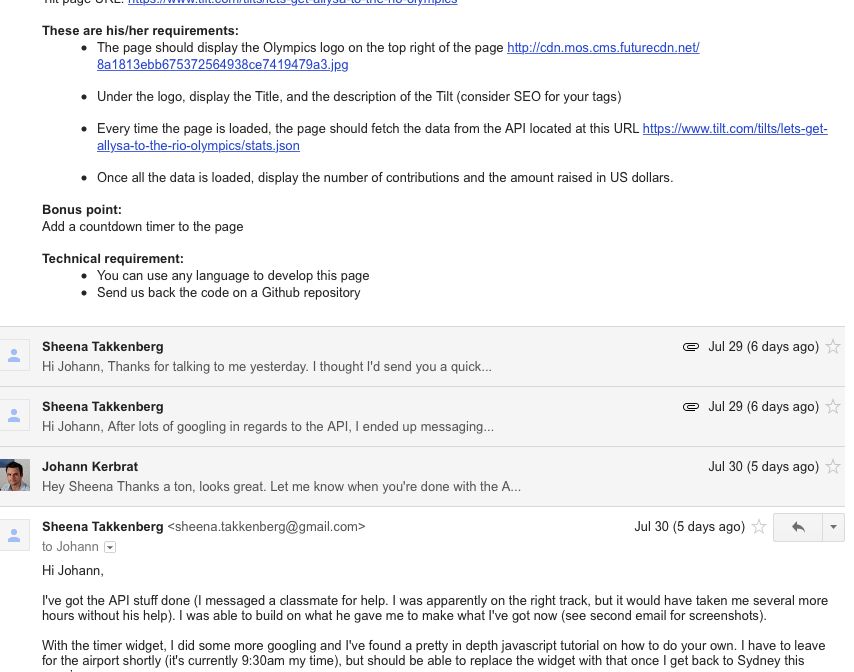 Tilt page URL: https://www.tilt.com/tilts/lets-get-allysa-to-the-rio-olympics
These are his/her requirements:
The page should display the Olympics logo on the top right of the page http://cdn.mos.cms.futurecdn.net/
8a1813ebb675372564938ce7419479a3.jpg
Under the logo, display the Title, and the description of the Tilt (consider SEO for your tags)
Every time the page is loaded, the page should fetch the data from the API located at this URL https://www.tilt.com/tilts/lets-get-
allysa-to-the-rio-olympics/stats.json
Once all the data is loaded, display the number of contributions and the amount raised in US dollars.
Bonus point:
Add a countdown timer to the page
Technical requirement:
You can use any language to develop this page
Send us back the code on a Github repository
Sheena Takkenberg Jul 29 (6 days ago)
Hi Johann, Thanks for talking to me yesterday. I thought I'd send you a quick...
Sheena Takkenberg Jul 29 (6 days ago)
Hi Johann, After lots of googling in regards to the API, I ended up messaging...
Johann Kerbrat Jul 30 (5 days ago)
Hey Sheena Thanks a ton, looks great. Let me know when you're done with the A...
Sheena Takkenberg <sheena.takkenberg@gmail.com> Jul 30 (5 days ago)
to Johann
Hi Johann,
I've got the API stuff done (I messaged a classmate for help. I was apparently on the right track, but it would have taken me several more
hours without his help). I was able to build on what he gave me to make what I've got now (see second email for screenshots).
With the timer widget, I did some more googling and I've found a pretty in depth javascript tutorial on how to do your own. I have to leave
for the airport shortly (it's currently 9:30am my time), but should be able to replace the widget with that once I get back to Sydney this